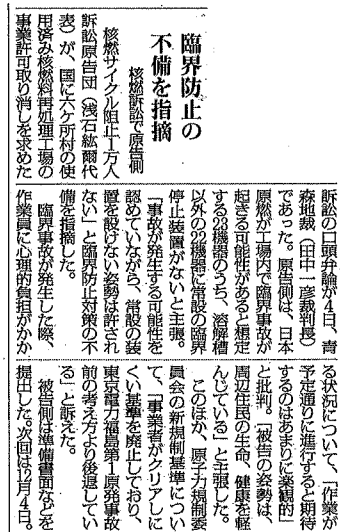 臨界防止の
不備を指摘
核燃訴訟で原告側
核燃サイクル阻止1万人
訴訟原告団（浅石紘爾代
表）が、国に六ケ所村の使
用済み核燃料再処理工場の
事業許可取り消しを求めた
訴訟の口頭弁論が4日、青
森地裁（田中一彦裁判長）
であった。原告側は、日本
原燃が工場内で臨界事故が
起きる可能性があると想定
する23機器のうち、溶解槽
以外の22機器に常設の臨界
停止装置がないと主張。
「事故が発生する可能性を
認めていながら、常設の装
置を設けない姿勢は許され
ない」と臨界防止対策の不
備を指摘した。
臨界事故が発生した際、
作業員に心理的負担がかか
る状況について、「作業が
予定通りに進行すると期待
するのはあまりに楽観的」
と批判。「被告の姿勢は、
周辺住民の生命、健康を軽
んじている」と主張した。
このほか、原子力規制委
員会の新規制基準につい
て、「事業者がクリアしに
くい基準を廃止しており、
東京電力福島第1原発事故
前の考え方より後退してい
る」と訴えた。
被告側は準備書面などを
提出した。次回は12月4日。